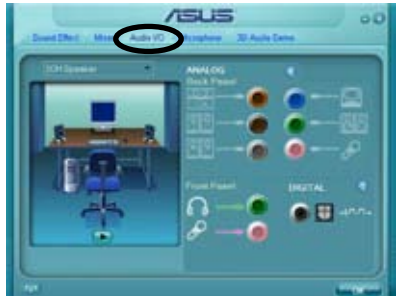 ASUS
Sound Effect Mixer Audio I/O Microphone 3D Audio Demo
2CH Speaker
ANALOG
Back Panel
Front Panel
DIGITAL